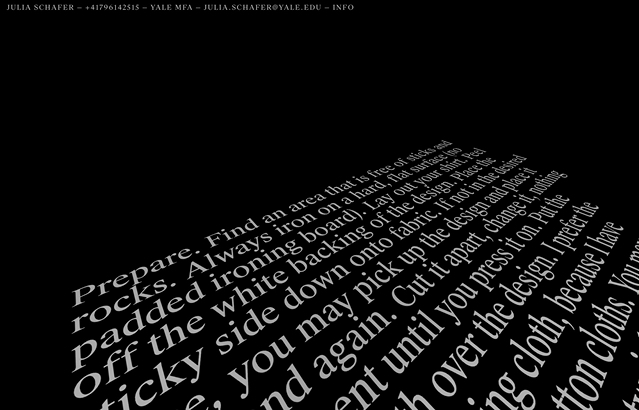 JULIA SCHAFER – +41796142515 – YALE MFA – JULIA.SCHAFER@YALE.EDU – INFO
Prepare. Find an area that is free of sticks and
rocks. Always iron on a hard, flat surface (no
padded ironing board). Lay out your shirt. Peel
off the white backing of the design. Place the
sticky side down onto fabric. If not in the desired
you may pick up the design and place it
and again. Cut it apart, change it, nothing
until you press it on. Put the
over the design. I prefer the
cloth, because I have
cloths.